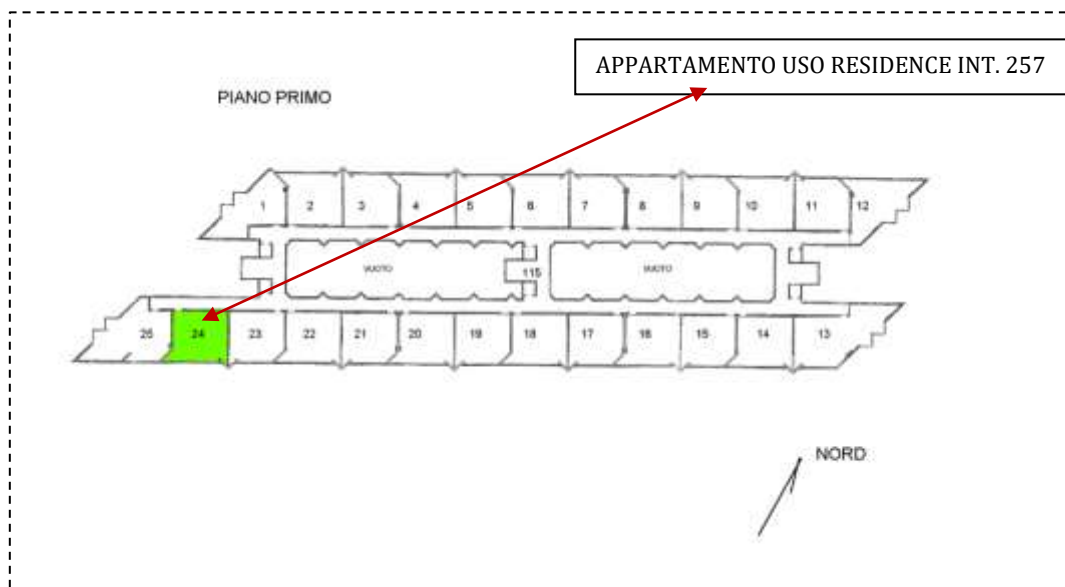 APPARTAMENTO USO RESIDENCE INT. 257
PIANO PRIMO
1 2 3 4 5 6 7 8 9 10 11 12
VUOTO 115 VUOTO
25 24 23 22 21 20 19 18 17 16 15 14 13
NORD